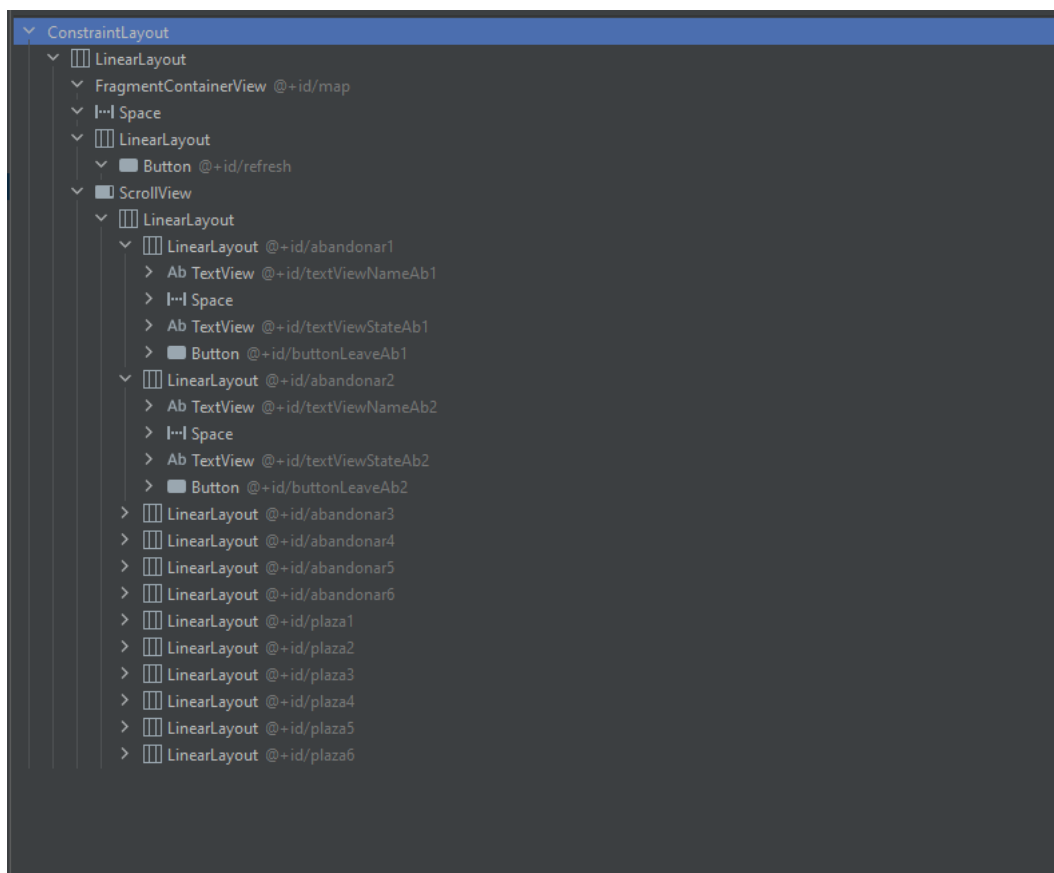 ConstraintLayout
LinearLayout
FragmentContainerView @+id/map
Space
LinearLayout
Button @+id/refresh
ScrollView
LinearLayout
LinearLayout @+id/abandonar1
Ab TextView @+id/textViewNameAb1
Space
Ab TextView @+id/textViewStateAb1
Button @+id/buttonLeaveAb1
LinearLayout @+id/abandonar2
Ab TextView @+id/textViewNameAb2
Space
Ab TextView @+id/textViewStateAb2
Button @+id/buttonLeaveAb2
LinearLayout @+id/abandonar3
LinearLayout @+id/abandonar4
LinearLayout @+id/abandonar5
LinearLayout @+id/abandonar6
LinearLayout @+id/plaza1
LinearLayout @+id/plaza2
LinearLayout @+id/plaza3
LinearLayout @+id/plaza4
LinearLayout @+id/plaza5
LinearLayout @+id/plaza6